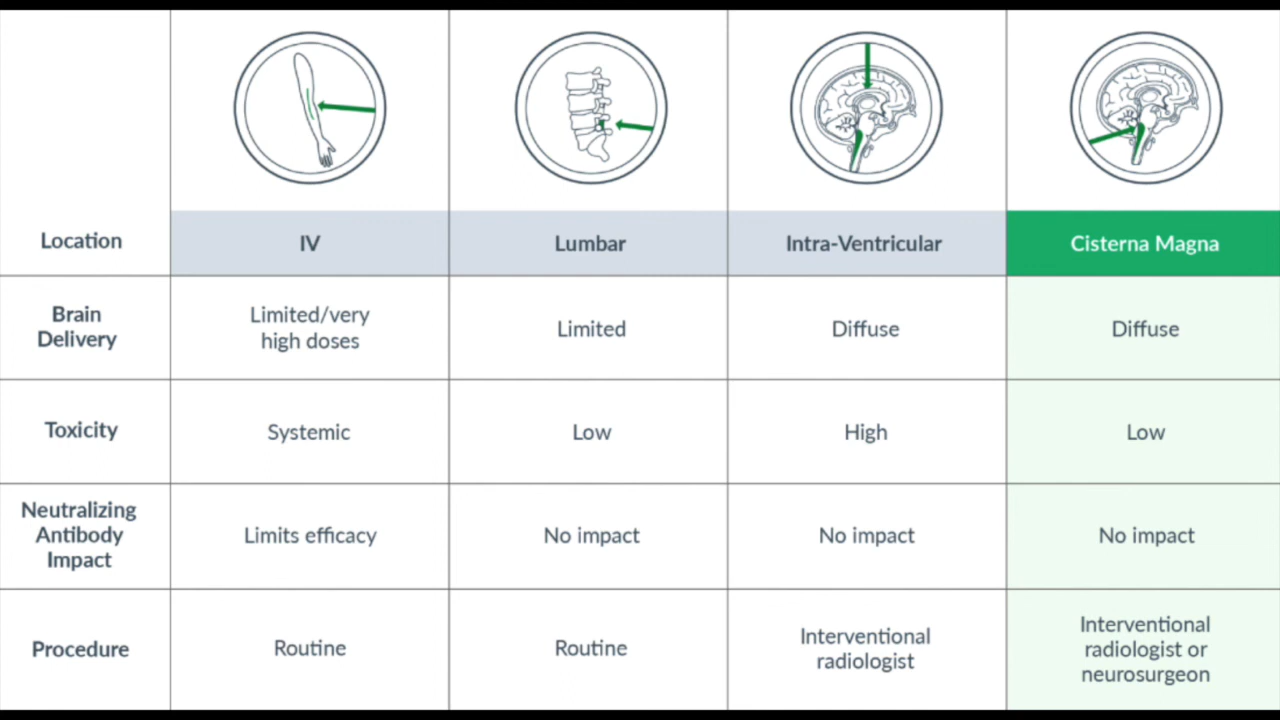 Location
IV
Lumbar
Intra-Ventricular
Cisterna Magna
Brain
Delivery
Limited/very
high doses
Limited
Diffuse
Diffuse
Toxicity
Systemic
Low
High
Low
Neutralizing
Antibody
Impact
Limits efficacy
No impact
No impact
No impact
Procedure
Routine
Routine
Interventional
radiologist
Interventional
radiologist or
neurosurgeon